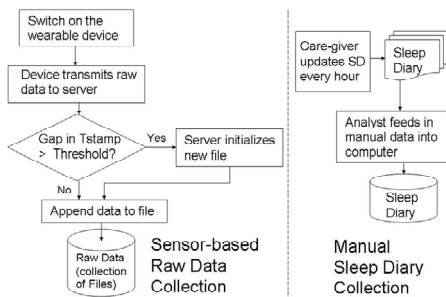 Switch on the
wearable device
Device transmits raw
data to server
Gap in Tstamp
> Threshold?
Yes
No
Server initializes
new file
Append data to file
Raw Data
(collection
of Files)
Sensor-based
Raw Data
Collection
Care-giver
updates SD
every hour
Sleep
Diary
Analyst feeds in
manual data into
computer
Sleep
Diary
Manual
Sleep Diary
Collection